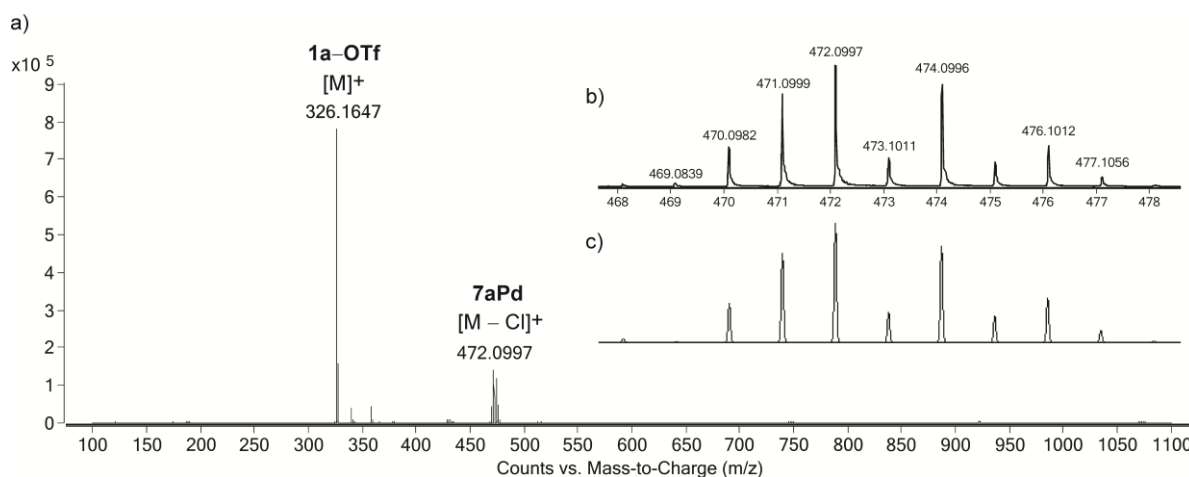 a)
x10 5
9
8
7
6
5
4
3
2
1
0
1a–OTf
[M]+
326.1647
7aPd
[M – Cl]+
472.0997
100 150 200 250 300 350 400 450 500 550 600 650 700 750 800 850 900 950 1000 1050 1100
Counts vs. Mass-to-Charge (m/z)
b)
469.0839
470.0982
471.0999
472.0997
473.1011
474.0996
476.1012
477.1056
468 469 470 471 472 473 474 475 476 477 478
c)